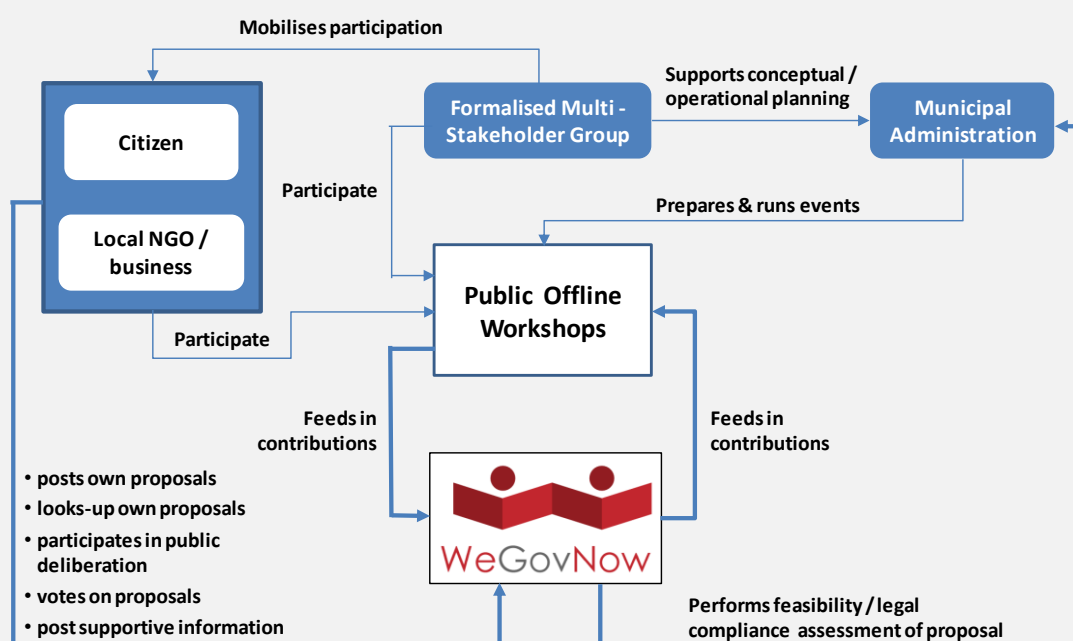 Mobilises participation
Citizen
Local NGO /
business
Formalised Multi -
Stakeholder Group
Supports conceptual /
operational planning
Municipal
Administration
Participate
Prepares & runs events
Public Offline
Workshops
Participate
Feeds in
contributions
Feeds in
contributions
• posts own proposals
• looks-up own proposals
• participates in public
deliberation
• votes on proposals
• post supportive information
WeGovNow
Performs feasibility / legal
compliance assessment of proposal